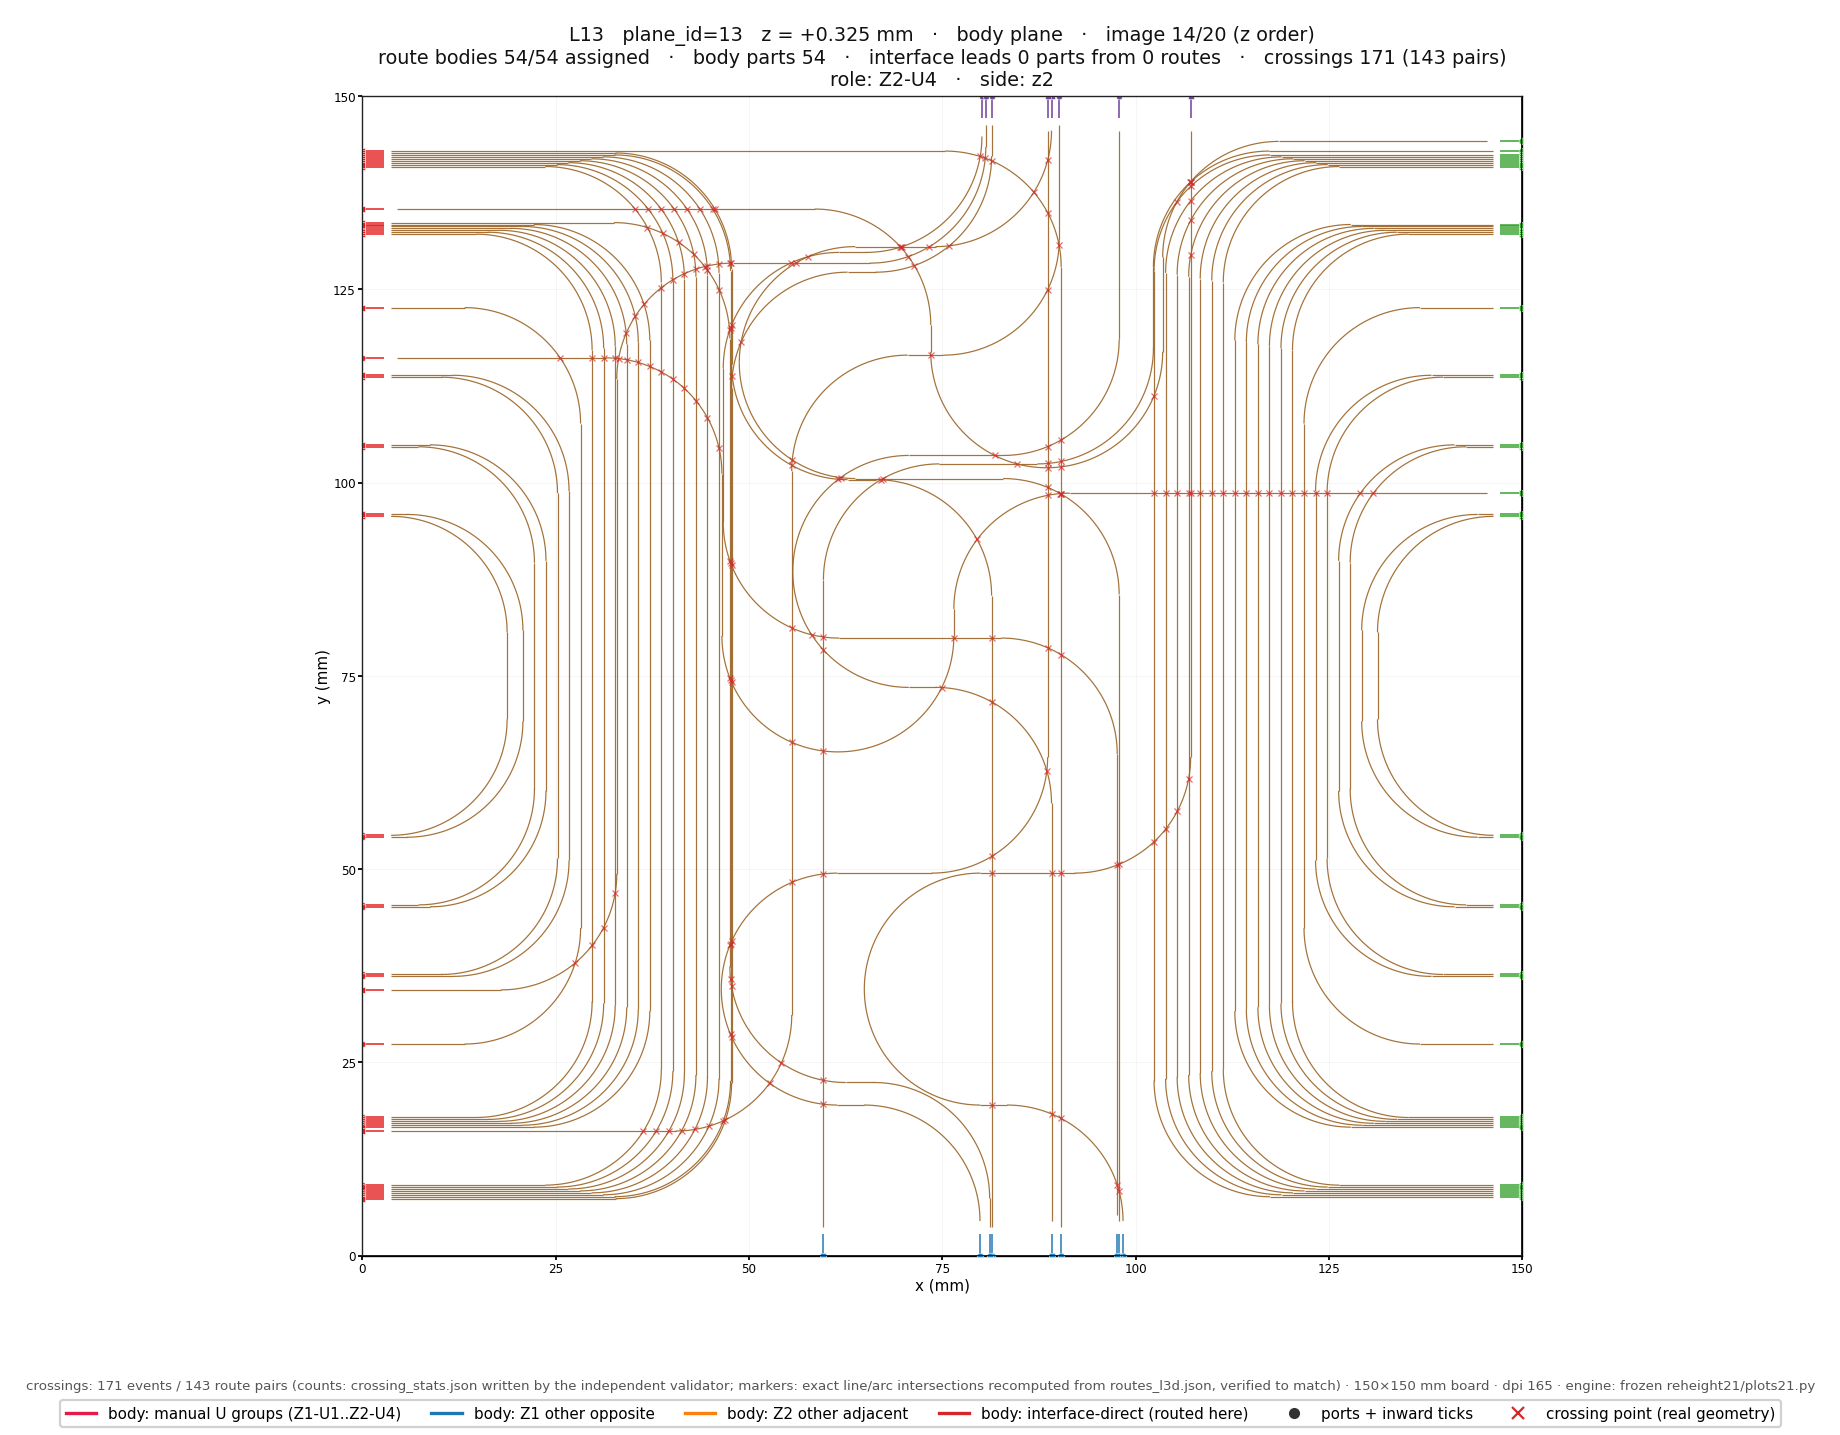 L13   plane_id=13   z = +0.325 mm   ·   body plane   ·   image 14/20 (z order)
route bodies 54/54 assigned   ·   body parts 54   ·   interface leads 0 parts from 0 routes   ·   crossings 171 (143 pairs)
role: Z2-U4   ·   side: z2
150
125
100
75
50
25
0
y (mm)
0 25 50 75 100 125 150
x (mm)
crossings: 171 events / 143 route pairs (counts: crossing_stats.json written by the independent validator; markers: exact line/arc intersections recomputed from routes_l3d.json, verified to match) · 150×150 mm board · dpi 165 · engine: frozen reheight21/plots21.py
body: manual U groups (Z1-U1..Z2-U4) body: Z1 other opposite body: Z2 other adjacent body: interface-direct (routed here) ports + inward ticks crossing point (real geometry)